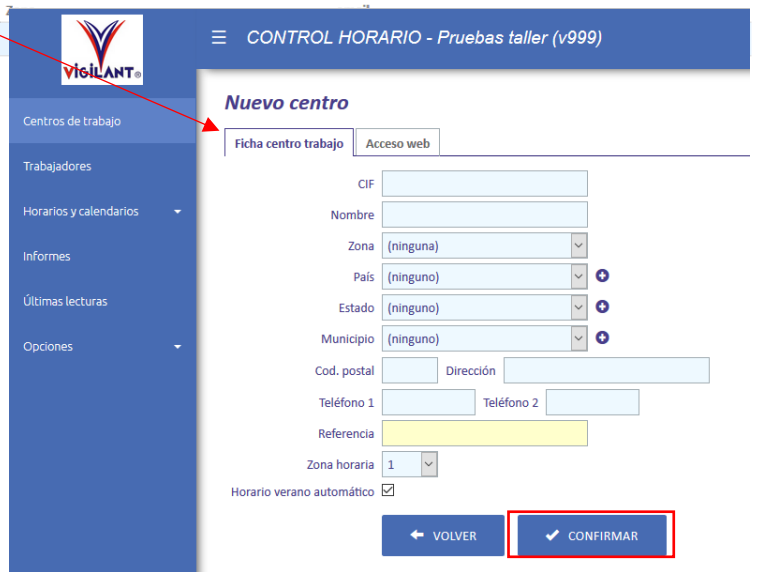 VIGILANT®
☰ CONTROL HORARIO - Pruebas taller (v999)
Centros de trabajo
Trabajadores
Horarios y calendarios
Informes
Últimas lecturas
Opciones
Nuevo centro
Ficha centro trabajo Acceso web
CIF
Nombre
Zona (ninguna)
País (ninguno)
Estado (ninguno)
Municipio (ninguno)
Cod. postal Dirección
Teléfono 1 Teléfono 2
Referencia
Zona horaria 1
Horario verano automático
VOLVER CONFIRMAR